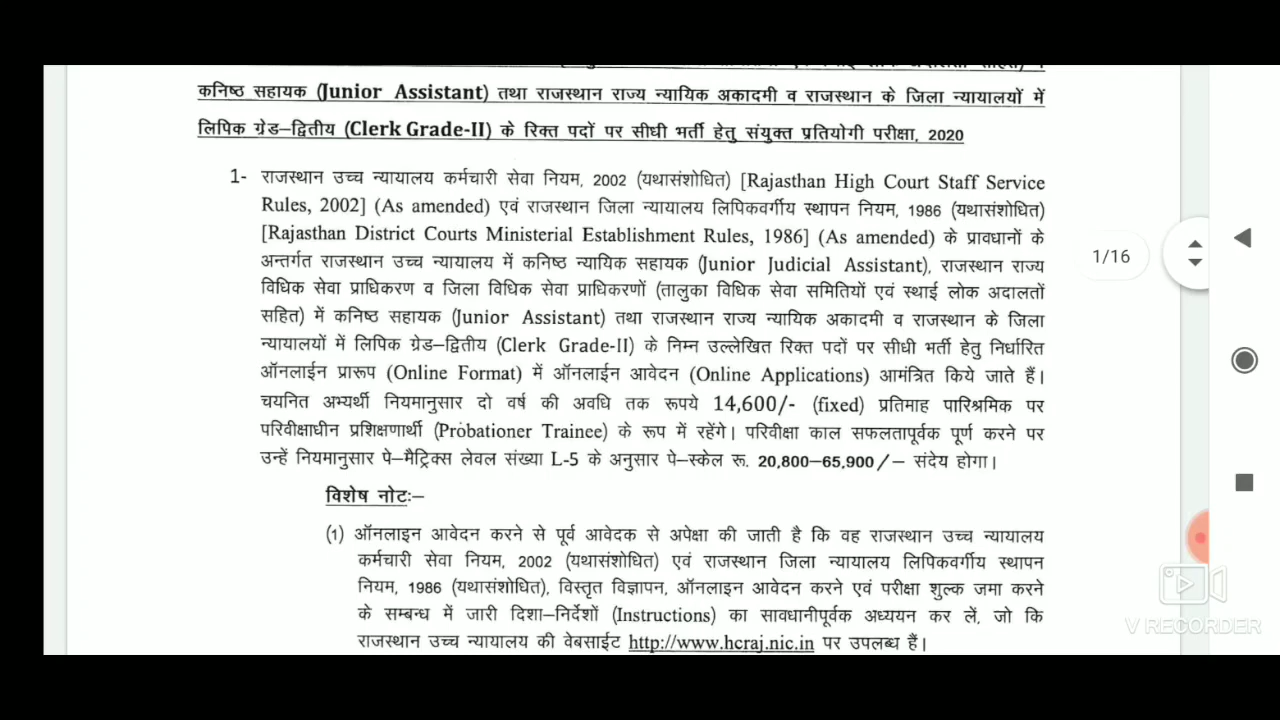 कनिष्ठ सहायक (Junior Assistant) तथा राजस्थान राज्य न्यायिक अकादमी व राजस्थान के जिला न्यायालयों में
लिपिक ग्रेड–द्वितीय (Clerk Grade-II) के रिक्त पदों पर सीधी भर्ती हेतु संयुक्त प्रतियोगी परीक्षा, 2020
1- राजस्थान उच्च न्यायालय कर्मचारी सेवा नियम, 2002 (यथासंशोधित) [Rajasthan High Court Staff Service
Rules, 2002] (As amended) एवं राजस्थान जिला न्यायालय लिपिकवर्गीय स्थापन नियम, 1986 (यथासंशोधित)
[Rajasthan District Courts Ministerial Establishment Rules, 1986] (As amended) के प्रावधानों के
अन्तर्गत राजस्थान उच्च न्यायालय में कनिष्ठ न्यायिक सहायक (Junior Judicial Assistant), राजस्थान राज्य
विधिक सेवा प्राधिकरण व जिला विधिक सेवा प्राधिकरणों (तालुका विधिक सेवा समितियों एवं स्थाई लोक अदालतों
सहित) में कनिष्ठ सहायक (Junior Assistant) तथा राजस्थान राज्य न्यायिक अकादमी व राजस्थान के जिला
न्यायालयों में लिपिक ग्रेड–द्वितीय (Clerk Grade-II) के निम्न उल्लेखित रिक्त पदों पर सीधी भर्ती हेतु निर्धारित
ऑनलाईन प्रारूप (Online Format) में ऑनलाईन आवेदन (Online Applications) आमंत्रित किये जाते हैं।
चयनित अभ्यर्थी नियमानुसार दो वर्ष की अवधि तक रूपये 14,600/- (fixed) प्रतिमाह पारिश्रमिक पर
परिवीक्षाधीन प्रशिक्षणार्थी (Probationer Trainee) के रूप में रहेंगे। परिवीक्षा काल सफलतापूर्वक पूर्ण करने पर
उन्हें नियमानुसार पे–मैट्रिक्स लेवल संख्या L-5 के अनुसार पे–स्केल रू. 20,800–65,900/– संदेय होगा।
विशेष नोटः–
(1) ऑनलाइन आवेदन करने से पूर्व आवेदक से अपेक्षा की जाती है कि वह राजस्थान उच्च न्यायालय
कर्मचारी सेवा नियम, 2002 (यथासंशोधित) एवं राजस्थान जिला न्यायालय लिपिकवर्गीय स्थापन
नियम, 1986 (यथासंशोधित), विस्तृत विज्ञापन, ऑनलाइन आवेदन करने एवं परीक्षा शुल्क जमा करने
के सम्बन्ध में जारी दिशा–निर्देशों (Instructions) का सावधानीपूर्वक अध्ययन कर लें, जो कि
राजस्थान उच्च न्यायालय की वेबसाईट http://www.hcraj.nic.in पर उपलब्ध हैं।
1/16
V RECORDER